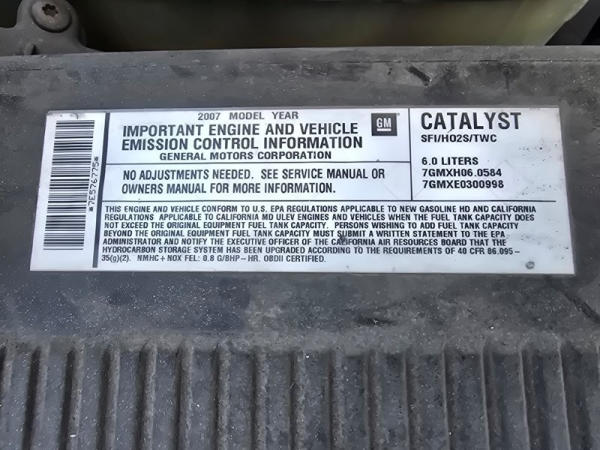 2007 MODEL YEAR
IMPORTANT ENGINE AND VEHICLE
EMISSION CONTROL INFORMATION
GENERAL MOTORS CORPORATION
GM
NO ADJUSTMENTS NEEDED. SEE SERVICE MANUAL OR
OWNERS MANUAL FOR MORE INFORMATION.
CATALYST
SFI/HO2S/TWC
6.0 LITERS
7GMXH06.0584
7GMXE0300998
THIS ENGINE/VEHICLE CONFORM TO U.S. EPA REGULATIONS APPLICABLE TO NEW GASOLINE HD AND CALIFORNIA
REGULATIONS APPLICABLE TO CALIFORNIA MD ULEV ENGINES AND VEHICLES WHEN THE FUEL TANK CAPACITY DOES
NOT EXCEED THE ORIGINAL EQUIPMENT FUEL TANK CAPACITY. PERSONS WISHING TO ADD FUEL TANK CAPACITY
BEYOND THE ORIGINAL EQUIPMENT FUEL TANK MUST SUBMIT A WRITTEN STATEMENT TO THE EPA
ADMINISTRATOR AND NOTIFY THE EXECUTIVE OFFICER OF THE CALIFORNIA AIR RESOURCES BOARD THAT THE
HYDROCARBON STORAGE SYSTEM HAS BEEN UPGRADED ACCORDING TO THE REQUIREMENTS OF 40 CFR 86.095-
35(g)(2). NMHC + NOX FEL: 0.8 G/BHP- HR. OBDII CERTIFIED.
*7E576775*